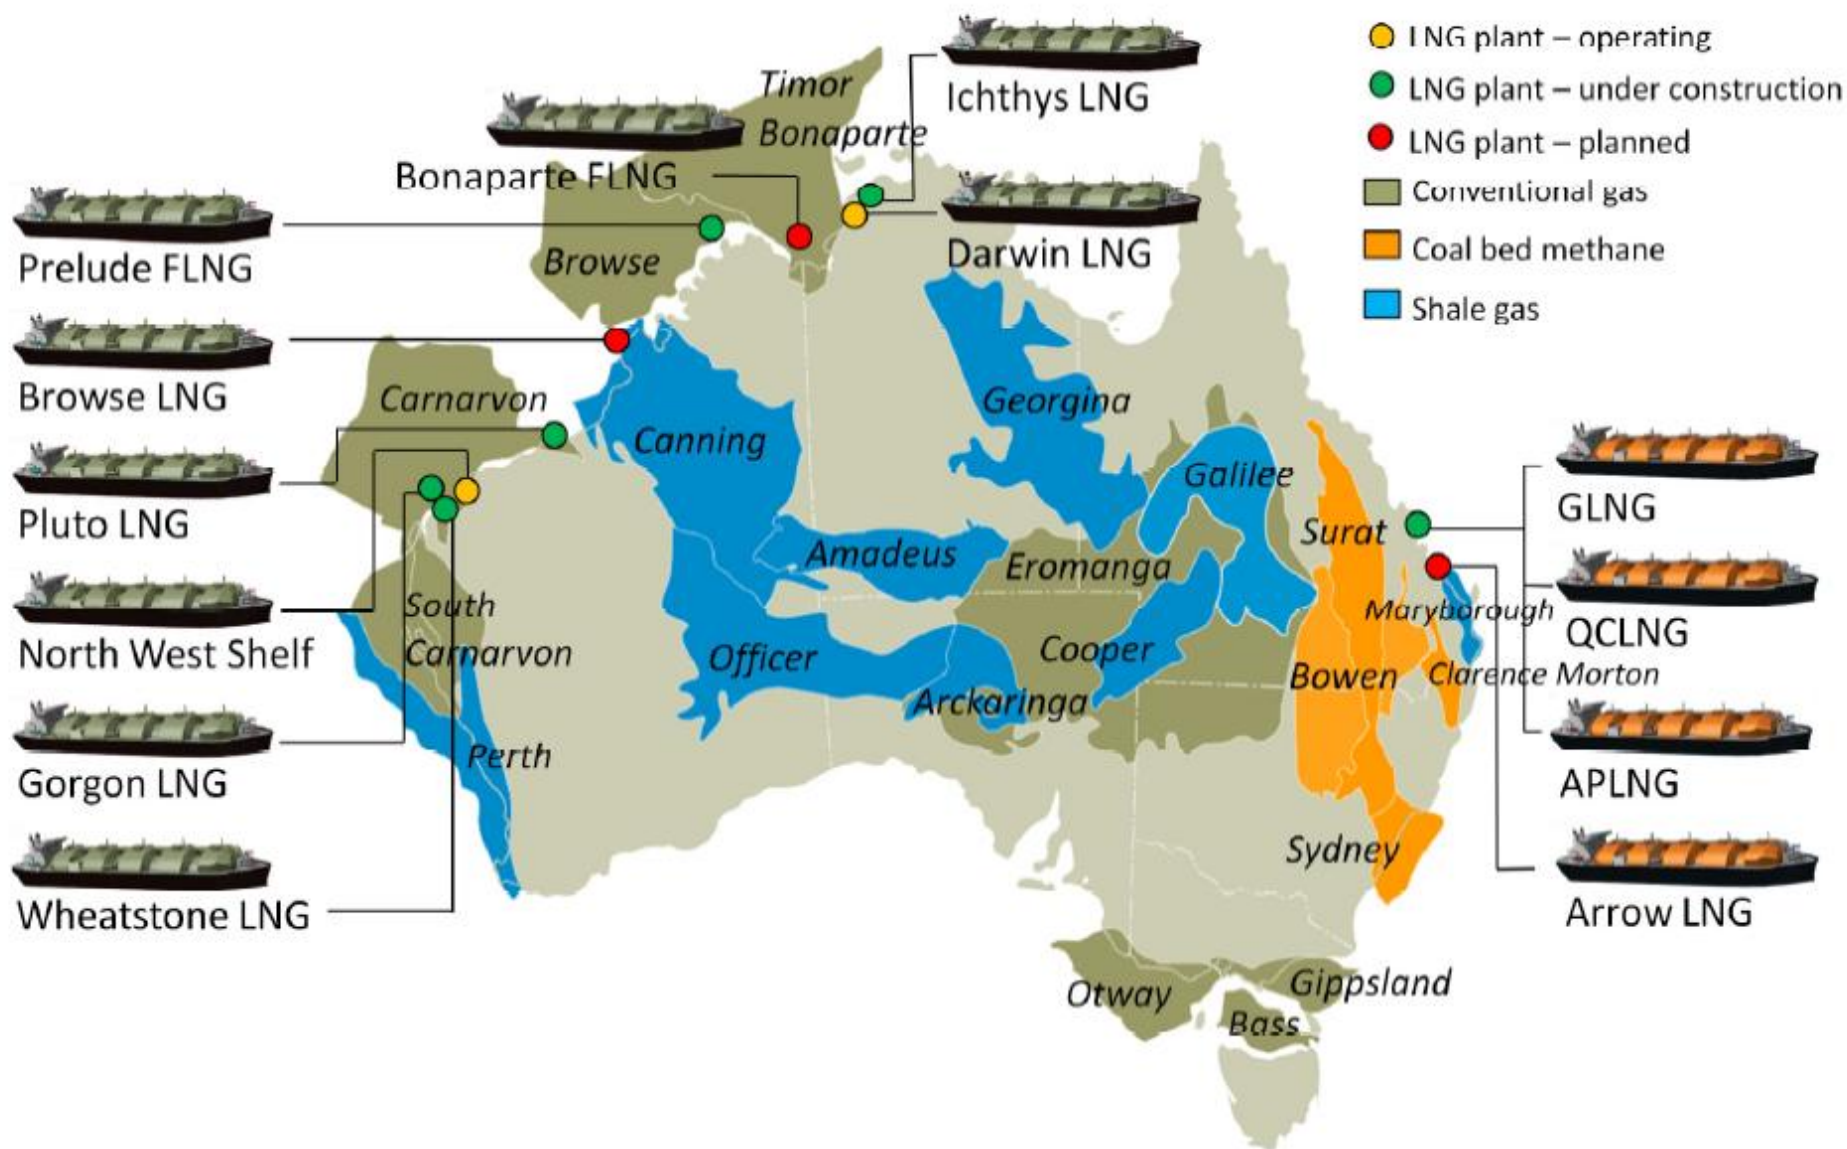 Ichthys LNG
LNG plant – operating
LNG plant – under construction
LNG plant – planned
Conventional gas
Coal bed methane
Shale gas
Timor
Bonaparte
Bonaparte FLNG
Darwin LNG
Prelude FLNG
Browse
Browse LNG
Carnarvon
Canning
Georgina
Galilee
Pluto LNG
GLNG
Surat
Amadeus
Eromanga
South
Carnarvon
Maryborough
North West Shelf
QCLNG
Officer
Cooper
Bowen
Clarence Morton
Arckaringa
Perth
Gorgon LNG
APLNG
Sydney
Wheatstone LNG
Arrow LNG
Otway
Gippsland
Bass